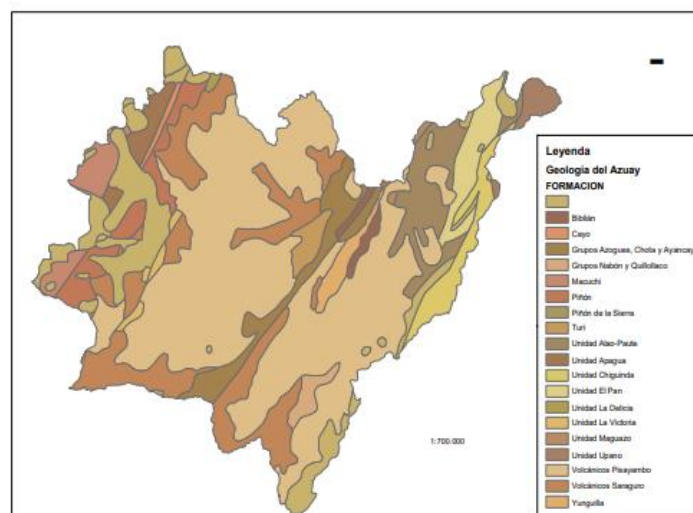 Leyenda
Geología del Azuay
FORMACION
Biblián
Cayo
Grupos Azogues, Chota y Ayancay
Grupos Nabón y Quillollaco
Macuchi
Piñón
Piñón de la Sierra
Turi
Unidad Alao-Paute
Unidad Apagua
Unidad Chiguinda
Unidad El Pan
Unidad La Delicia
Unidad La Victoria
Unidad Maguazo
Unidad Upano
Volcánicos Pisayambo
Volcánicos Saraguro
Yunguilla
1:700.000